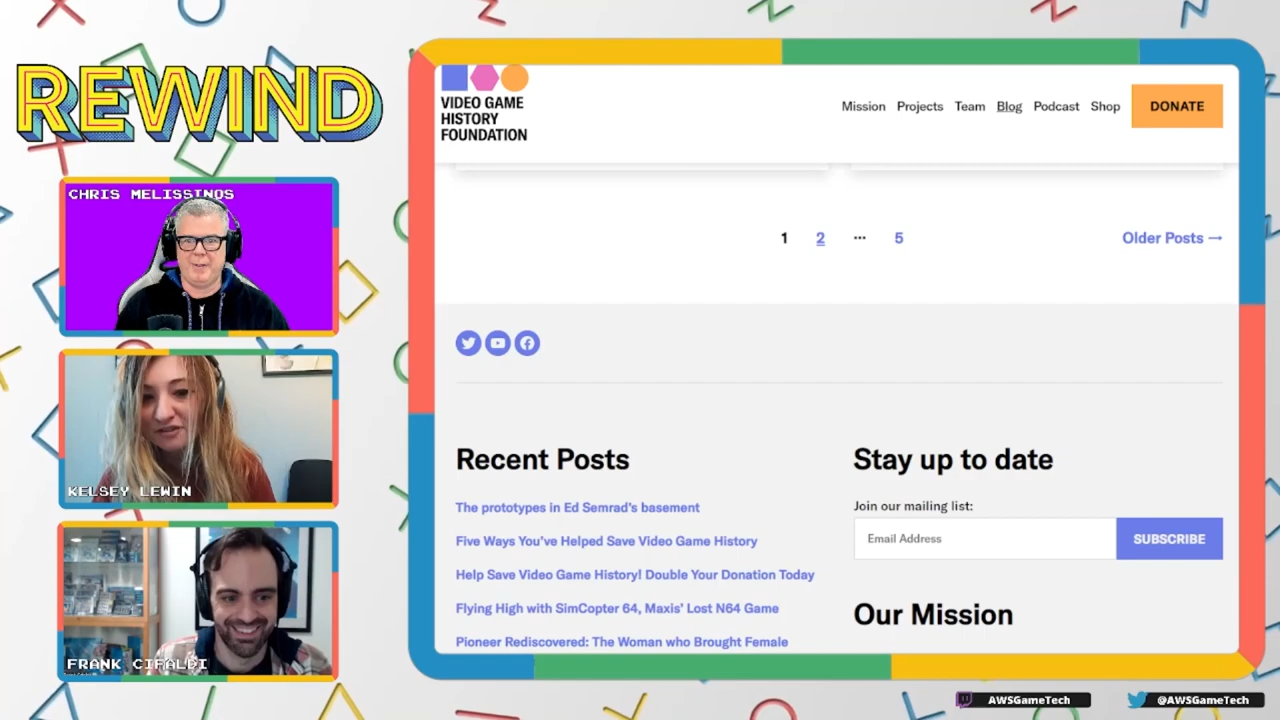 REWIND
CHRIS MELISSINOS
KELSEY LEWIN
FRANK CIFALDI
VIDEO GAME
HISTORY
FOUNDATION
Mission Projects Team Blog Podcast Shop DONATE
1 2 ... 5 Older Posts →
Recent Posts
The prototypes in Ed Semrad's basement
Five Ways You've Helped Save Video Game History
Help Save Video Game History! Double Your Donation Today
Flying High with SimCopter 64, Maxis' Lost N64 Game
Pioneer Rediscovered: The Woman who Brought Female
Stay up to date
Join our mailing list:
Email Address SUBSCRIBE
Our Mission
AWSGameTech @AWSGameTech